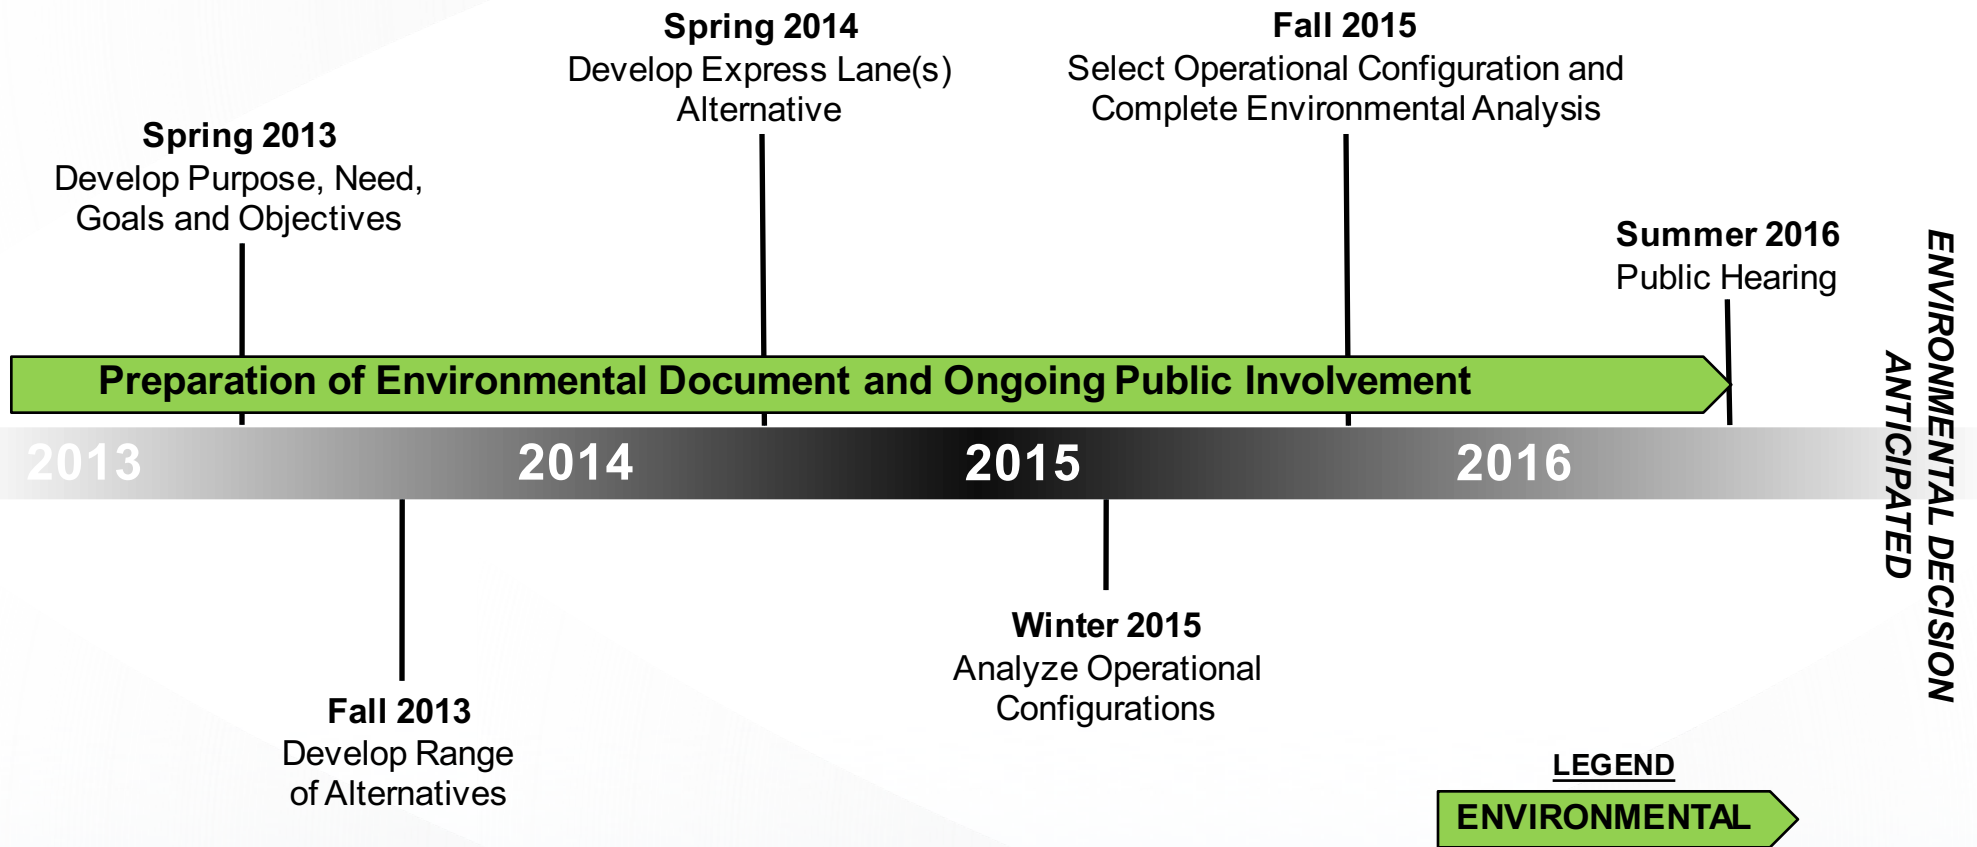 Spring 2014
Develop Express Lane(s)
Alternative
Fall 2015
Select Operational Configuration and
Complete Environmental Analysis
Spring 2013
Develop Purpose, Need,
Goals and Objectives
Summer 2016
Public Hearing
ENVIRONMENTAL DECISION
ANTICIPATED
Preparation of Environmental Document and Ongoing Public Involvement
2013 2014 2015 2016
Winter 2015
Analyze Operational
Configurations
Fall 2013
Develop Range
of Alternatives
LEGEND
ENVIRONMENTAL